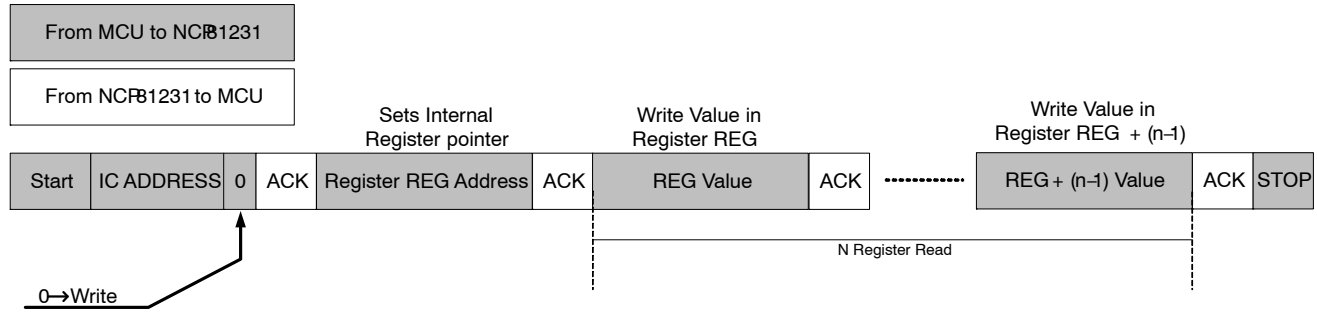 From MCU to NCP81231
From NCP81231 to MCU
Sets Internal
Register pointer
Write Value in
Register REG
Write Value in
Register REG + (n–1)
Start IC ADDRESS 0 ACK Register REG Address ACK REG Value ACK REG + (n–1) Value ACK STOP
N Register Read
0→Write